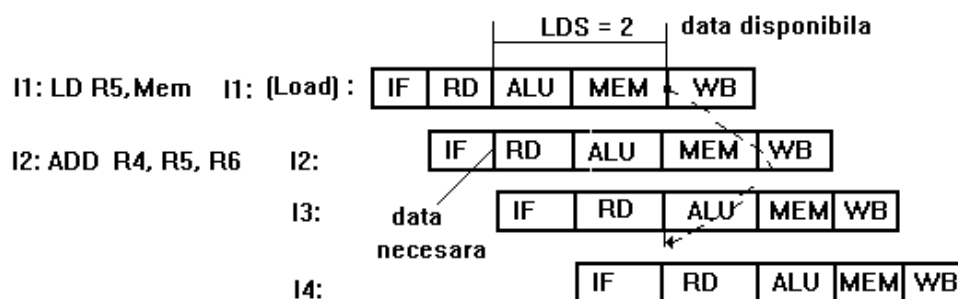 LDS = 2 data disponibila
I1: LD R5,Mem I1: (Load) : IF RD ALU MEM WB
I2: ADD R4, R5, R6 I2: IF RD ALU MEM WB
I3: IF RD ALU MEM WB
data
necesara
I4: IF RD ALU MEM WB